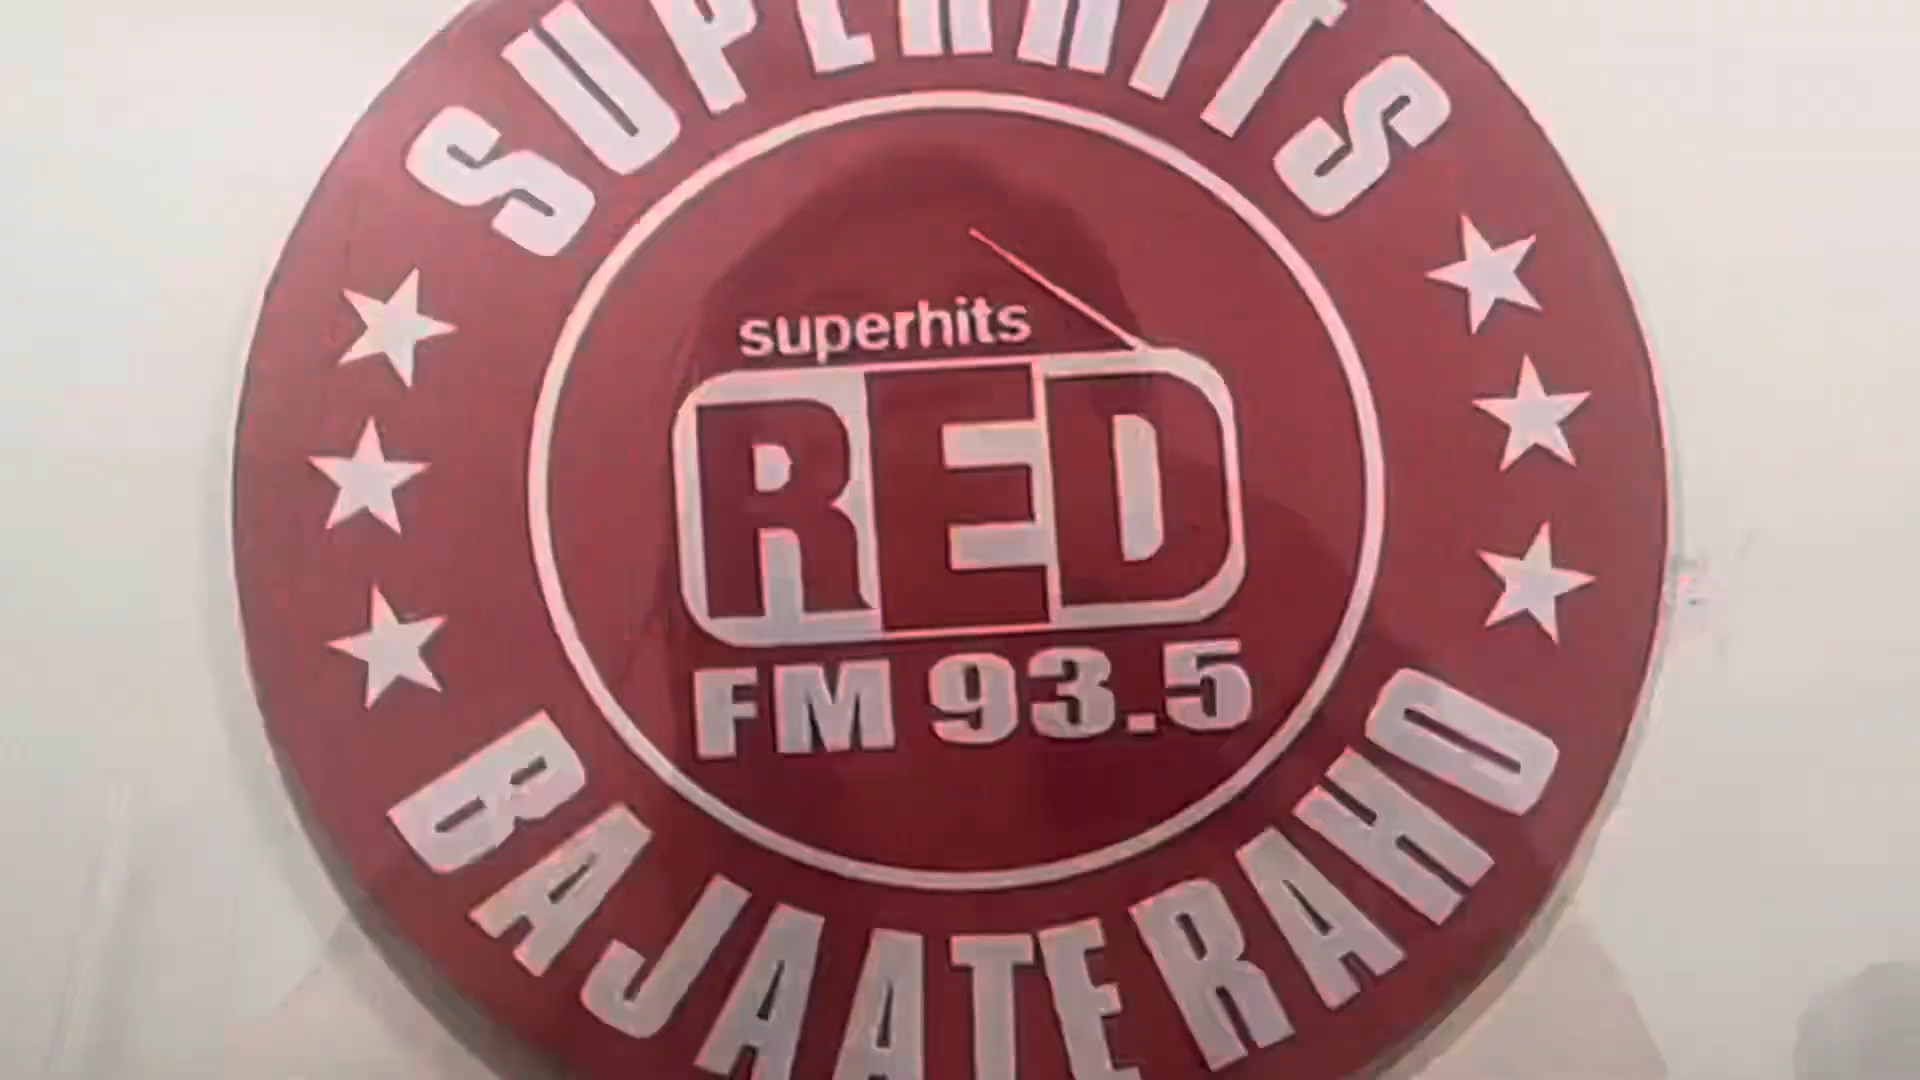 SUPERHITS
superhits
RED
FM 93.5
BAJAATE RAHO